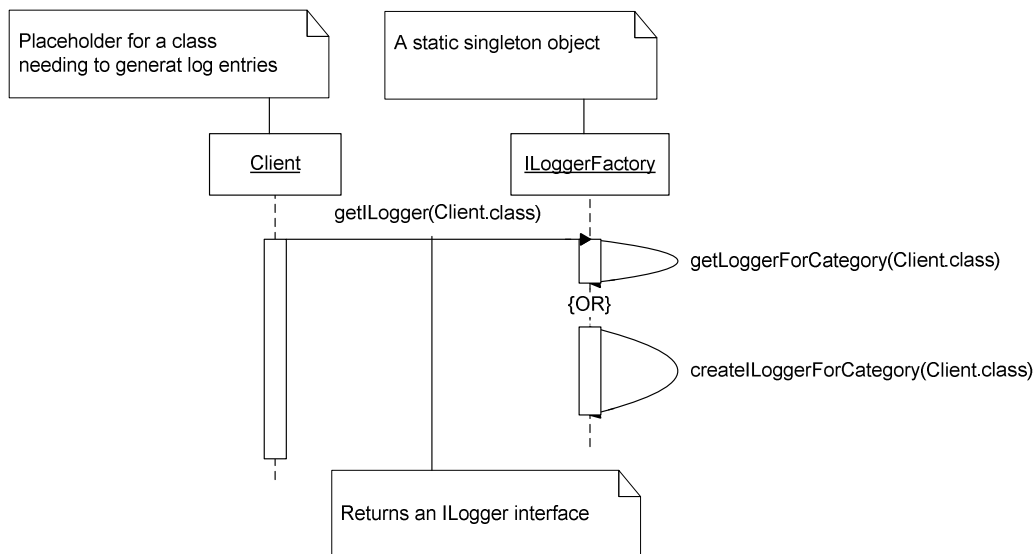 Placeholder for a class
needing to generat log entries
A static singleton object
Client
ILoggerFactory
getILogger(Client.class)
getLoggerForCategory(Client.class)
{OR}
createILoggerForCategory(Client.class)
Returns an ILogger interface